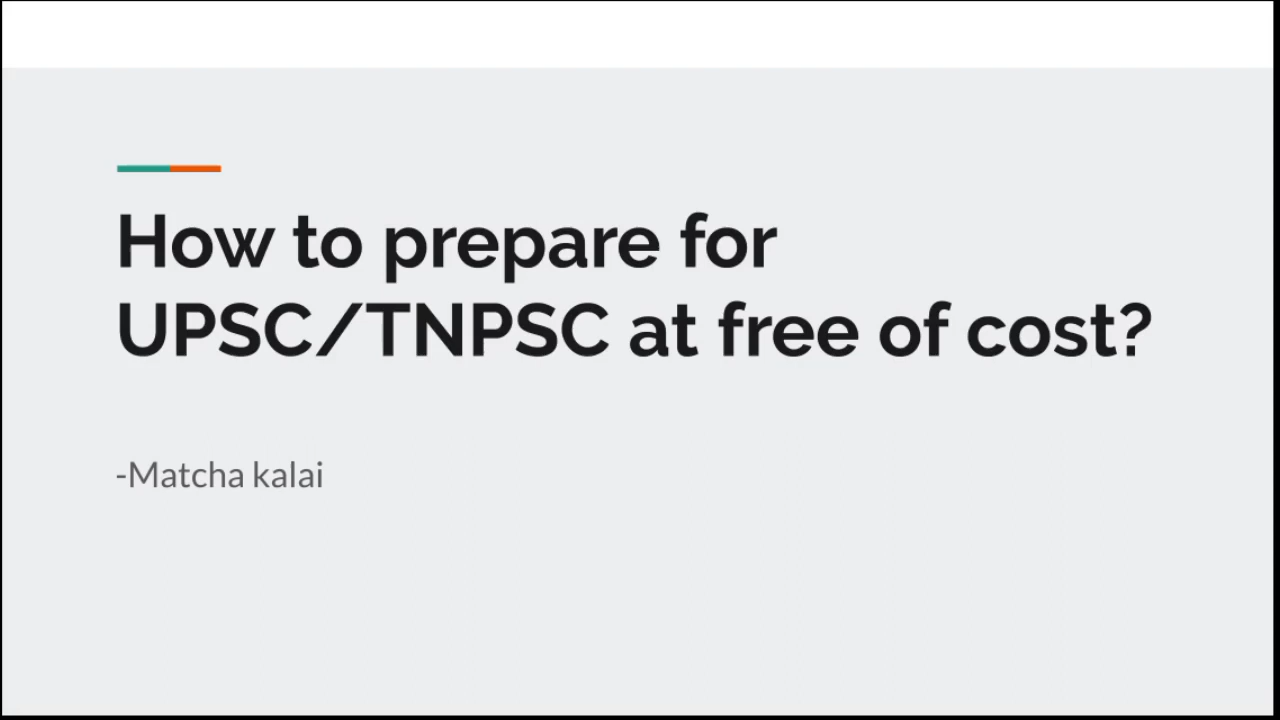 How to prepare for
UPSC/TNPSC at free of cost?
-Matcha kalai